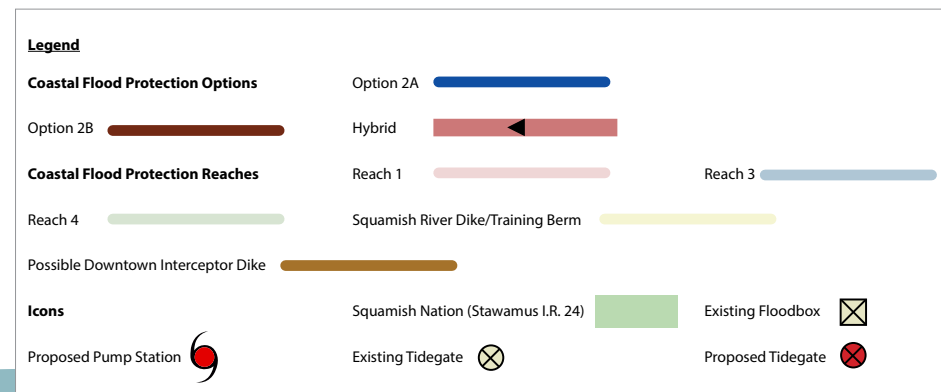 Legend
Coastal Flood Protection Options Option 2A
Option 2B Hybrid
Coastal Flood Protection Reaches Reach 1 Reach 3
Reach 4 Squamish River Dike/Training Berm
Possible Downtown Interceptor Dike
Icons Squamish Nation (Stawamus I.R. 24) Existing Floodbox
Proposed Pump Station Existing Tidegate Proposed Tidegate